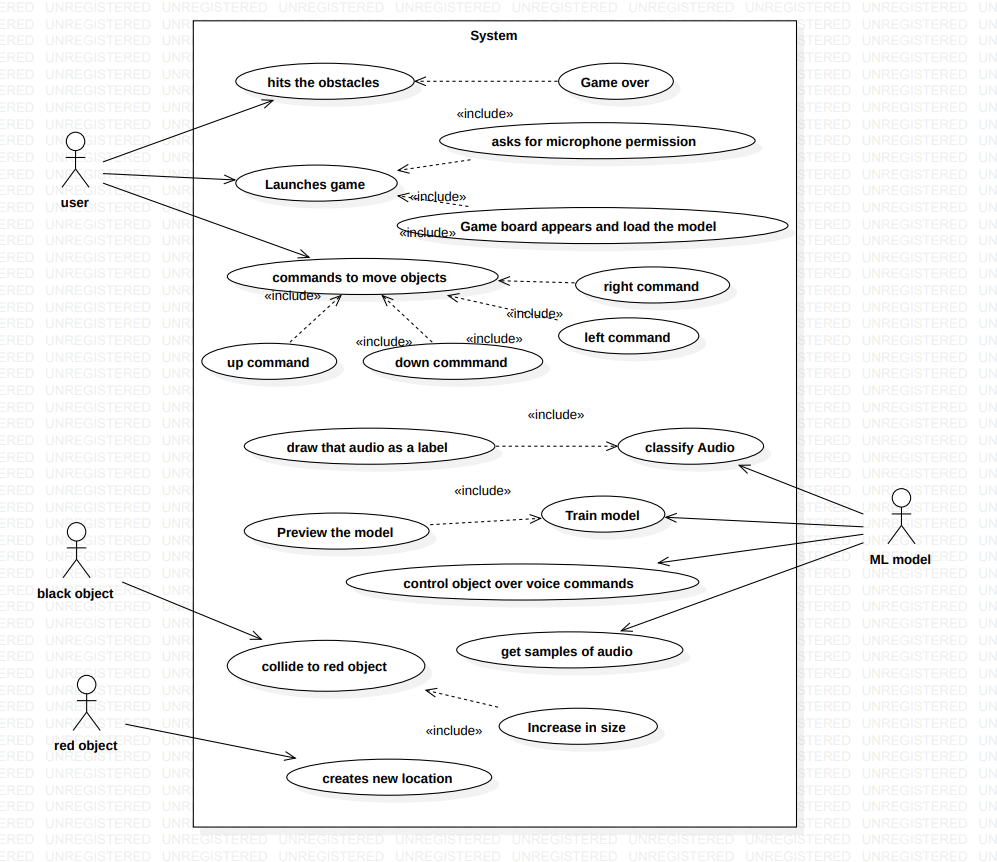 System
hits the obstacles
Game over
«include»
asks for microphone permission
user
Launches game
«include»
Game board appears and load the model
«include»
commands to move objects
right command
«include»
«include»
left command
«include»
«include»
up command
down commmand
«include»
draw that audio as a label
classify Audio
«include»
Train model
Preview the model
ML model
black object
control object over voice commands
collide to red object
get samples of audio
«include»
Increase in size
red object
creates new location
UNREGISTERED